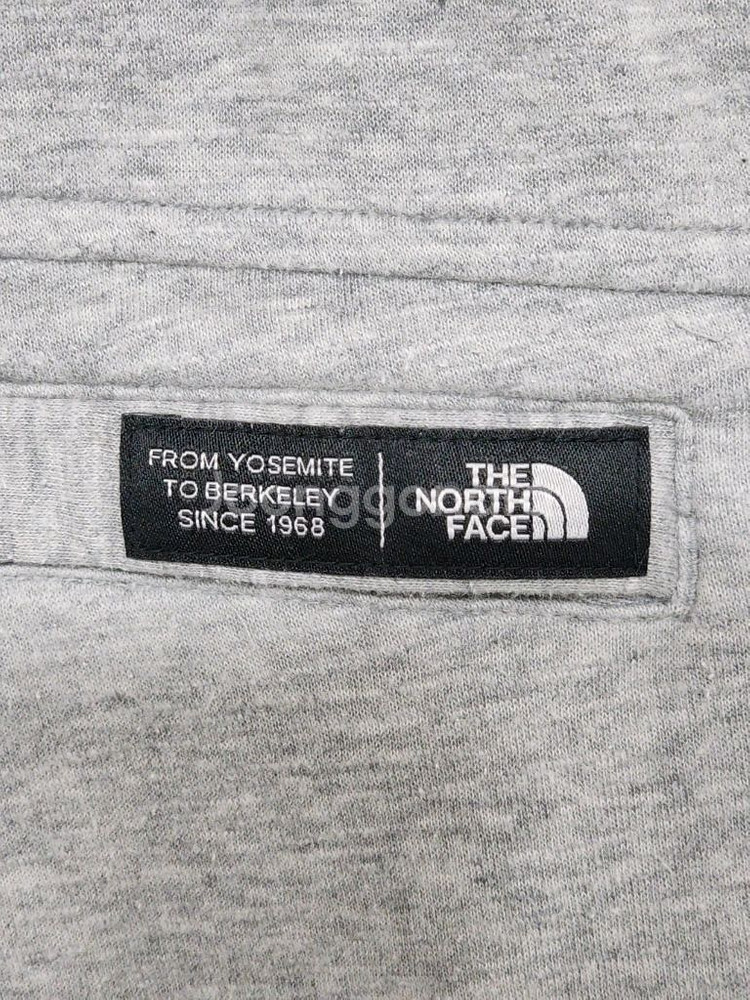 FROM YOSEMITE
TO BERKELEY
SINCE 1968
THE
NORTH
FACE